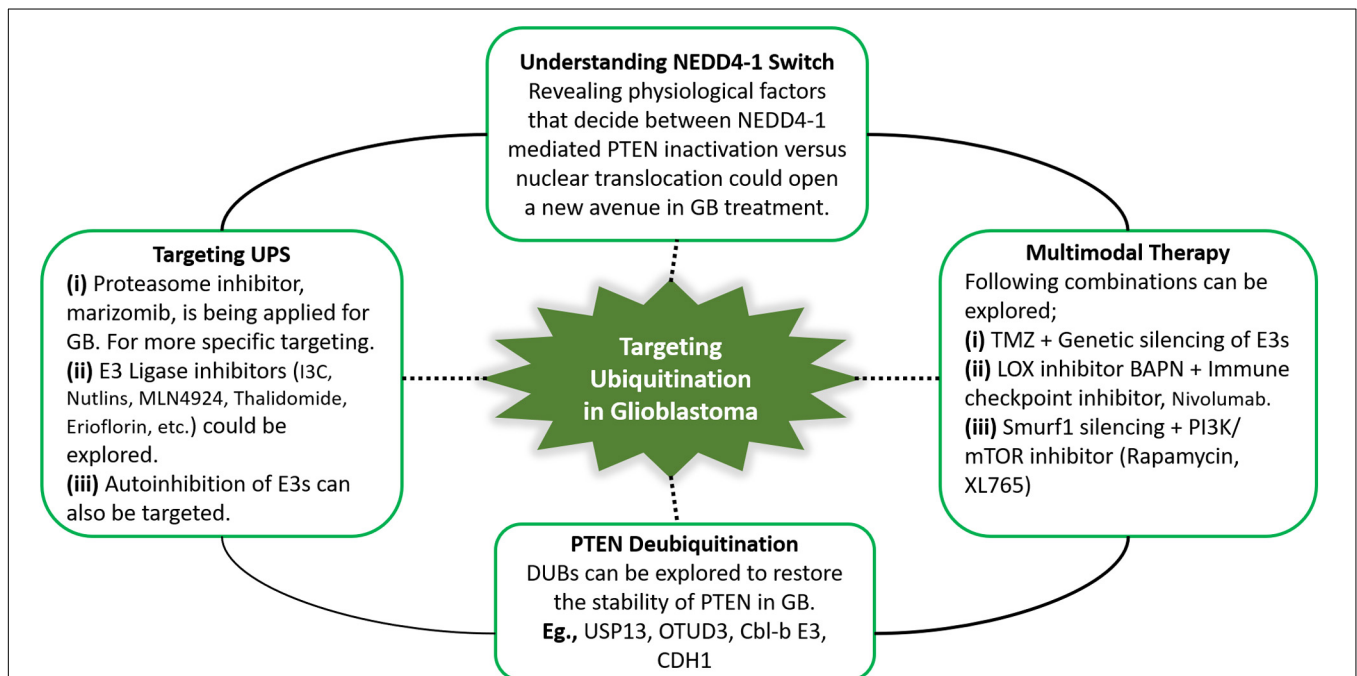 Understanding NEDD4-1 Switch
Revealing physiological factors
that decide between NEDD4-1
mediated PTEN inactivation versus
nuclear translocation could open
a new avenue in GB treatment.
Targeting UPS
(i) Proteasome inhibitor,
marizomib, is being applied for
GB. For more specific targeting.
(ii) E3 Ligase inhibitors (I3C,
Nutlins, MLN4924, Thalidomide,
Erioflorin, etc.) could be
explored.
(iii) Autoinhibition of E3s can
also be targeted.
Targeting
Ubiquitination
in Glioblastoma
Multimodal Therapy
Following combinations can be
explored;
(i) TMZ + Genetic silencing of E3s
(ii) LOX inhibitor BAPN + Immune
checkpoint inhibitor, Nivolumab.
(iii) Smurf1 silencing + PI3K/
mTOR inhibitor (Rapamycin,
XL765)
PTEN Deubiquitination
DUBs can be explored to restore
the stability of PTEN in GB.
Eg., USP13, OTUD3, Cbl-b E3,
CDH1